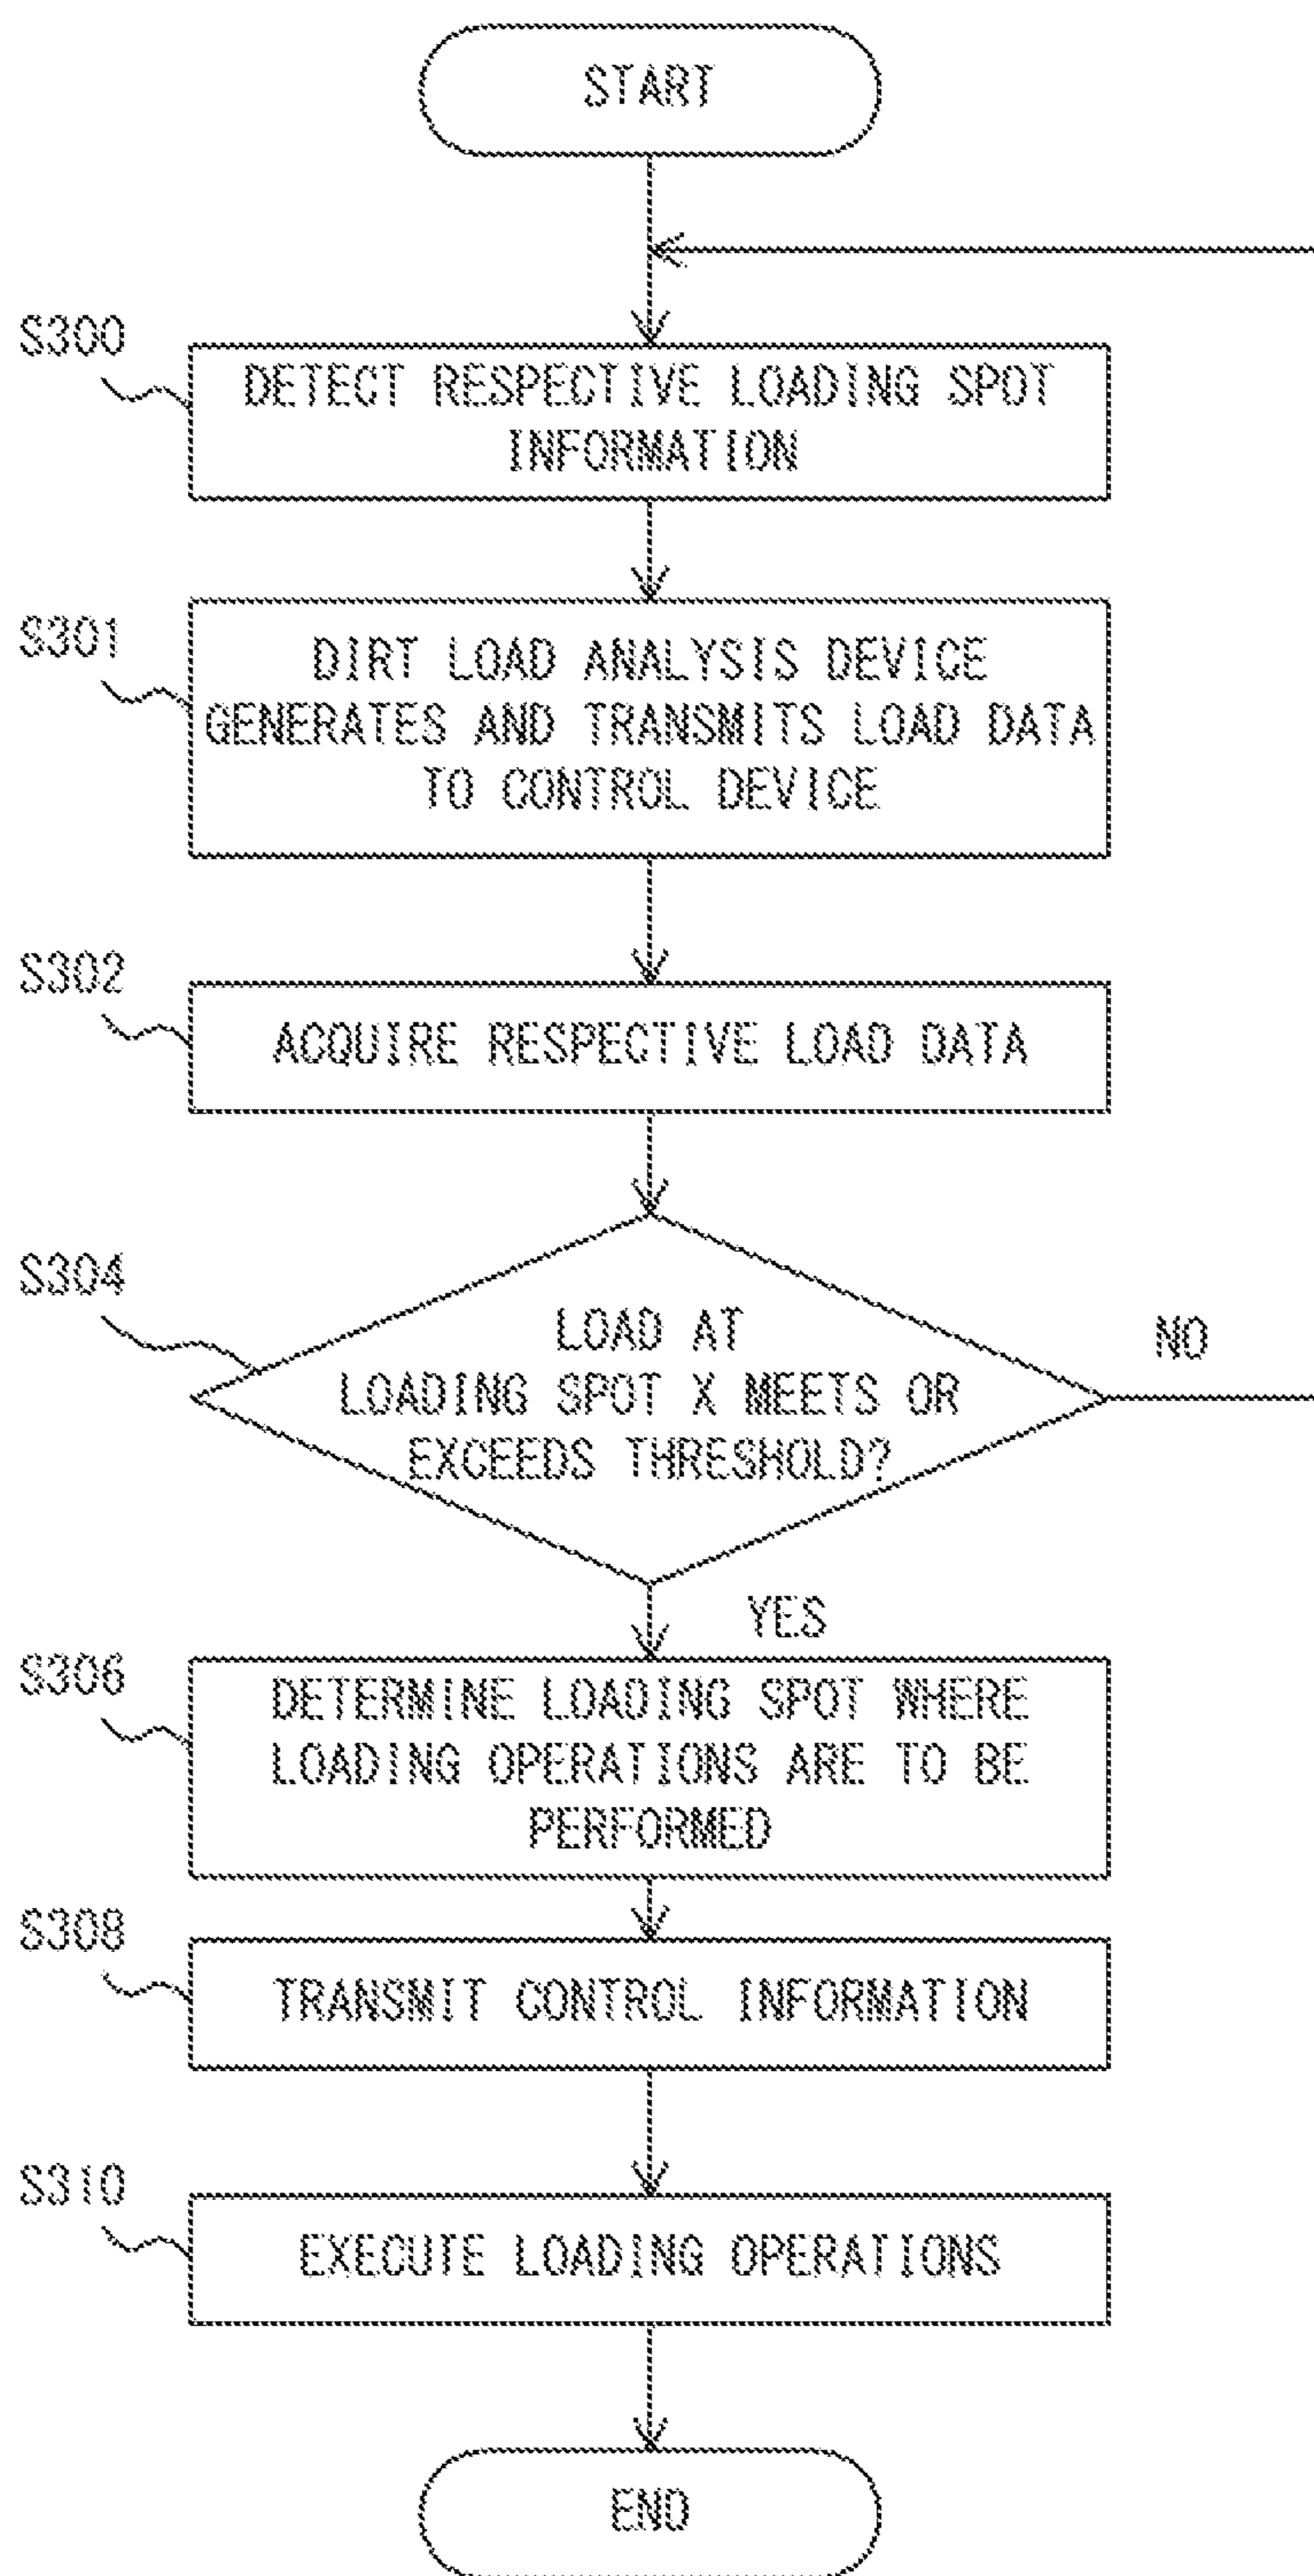 START
S300
DETECT RESPECTIVE LOADING SPOT
INFORMATION
S301
DIRT LOAD ANALYSIS DEVICE
GENERATES AND TRANSMITS LOAD DATA
TO CONTROL DEVICE
S302
ACQUIRE RESPECTIVE LOAD DATA
S304
LOAD AT
LOADING SPOT X MEETS OR
EXCEEDS THRESHOLD?
NO
YES
S306
DETERMINE LOADING SPOT WHERE
LOADING OPERATIONS ARE TO BE
PERFORMED
S308
TRANSMIT CONTROL INFORMATION
S310
EXECUTE LOADING OPERATIONS
END